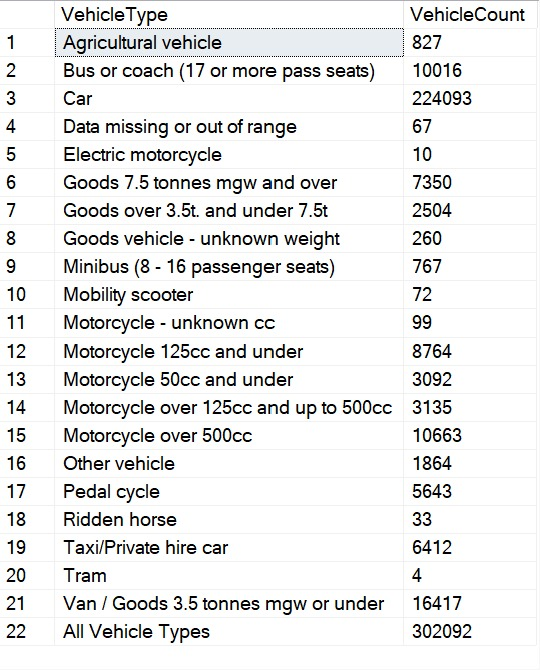 VehicleType VehicleCount
1 Agricultural vehicle 827
2 Bus or coach (17 or more pass seats) 10016
3 Car 224093
4 Data missing or out of range 67
5 Electric motorcycle 10
6 Goods 7.5 tonnes mgw and over 7350
7 Goods over 3.5t. and under 7.5t 2504
8 Goods vehicle - unknown weight 260
9 Minibus (8 - 16 passenger seats) 767
10 Mobility scooter 72
11 Motorcycle - unknown cc 99
12 Motorcycle 125cc and under 8764
13 Motorcycle 50cc and under 3092
14 Motorcycle over 125cc and up to 500cc 3135
15 Motorcycle over 500cc 10663
16 Other vehicle 1864
17 Pedal cycle 5643
18 Ridden horse 33
19 Taxi/Private hire car 6412
20 Tram 4
21 Van / Goods 3.5 tonnes mgw or under 16417
22 All Vehicle Types 302092